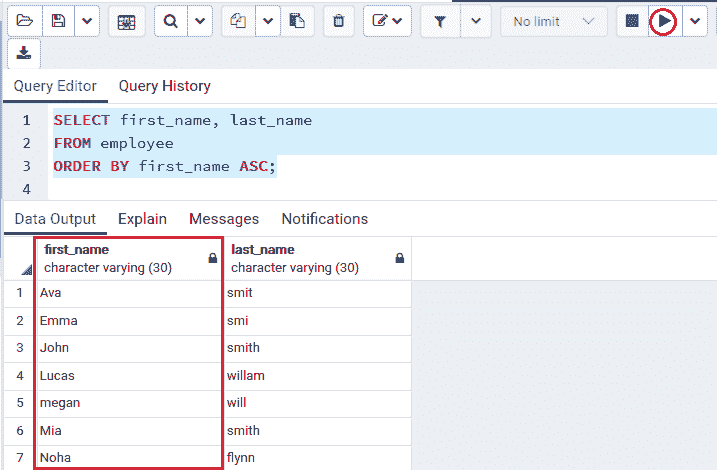 No limit
Query Editor Query History
1 SELECT first_name, last_name
2 FROM employee
3 ORDER BY first_name ASC;
4
Data Output Explain Messages Notifications
first_name last_name
character varying (30) character varying (30)
1 Ava smit
2 Emma smi
3 John smith
4 Lucas willam
5 megan will
6 Mia smith
7 Noha flynn